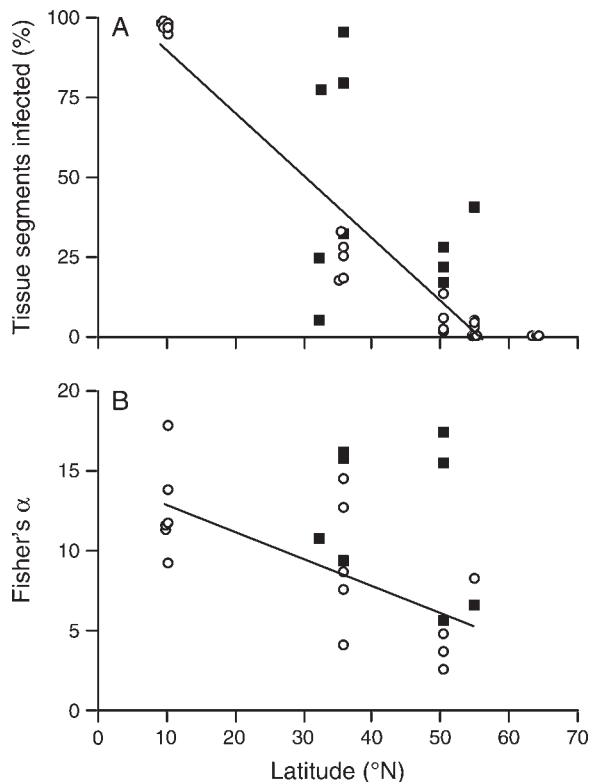 A
Tissue segments infected (%)
100
75
50
25
0
B
Fisher's α
20
15
10
5
0
0 10 20 30 40 50 60 70
Latitude (°N)